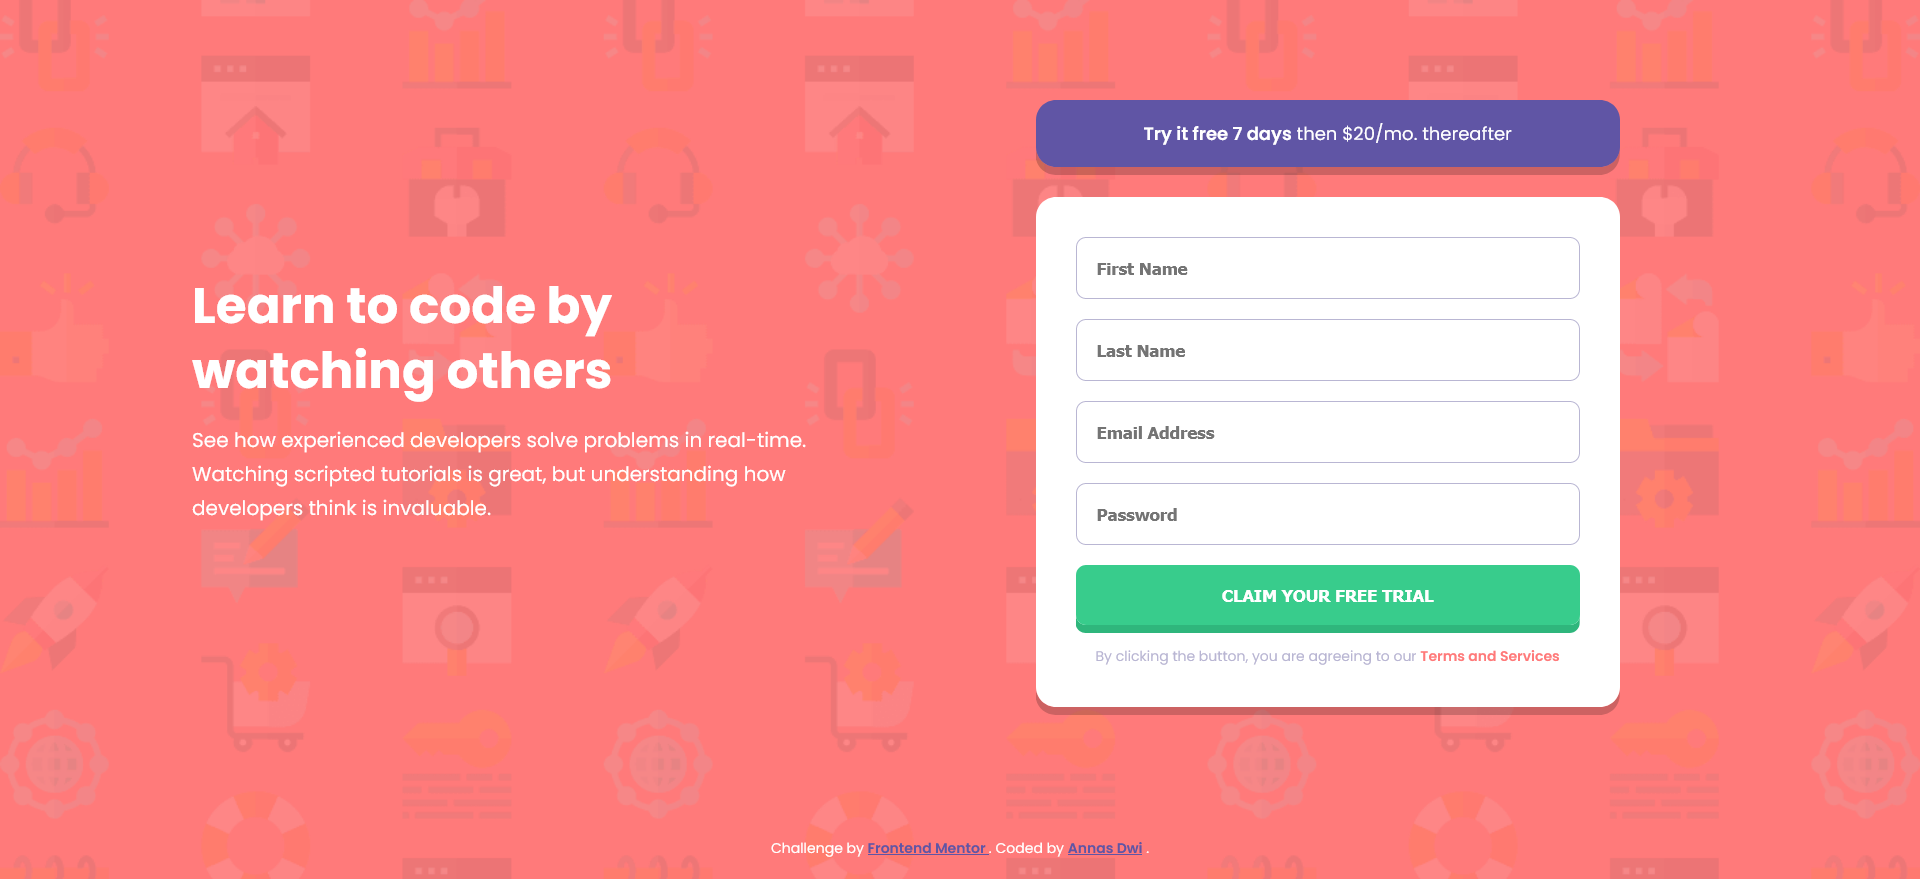 Learn to code by
watching others
See how experienced developers solve problems in real-time.
Watching scripted tutorials is great, but understanding how
developers think is invaluable.
Try it free 7 days then $20/mo. thereafter
First Name
Last Name
Email Address
Password
CLAIM YOUR FREE TRIAL
By clicking the button, you are agreeing to our Terms and Services
Challenge by Frontend Mentor . Coded by Annas Dwi .